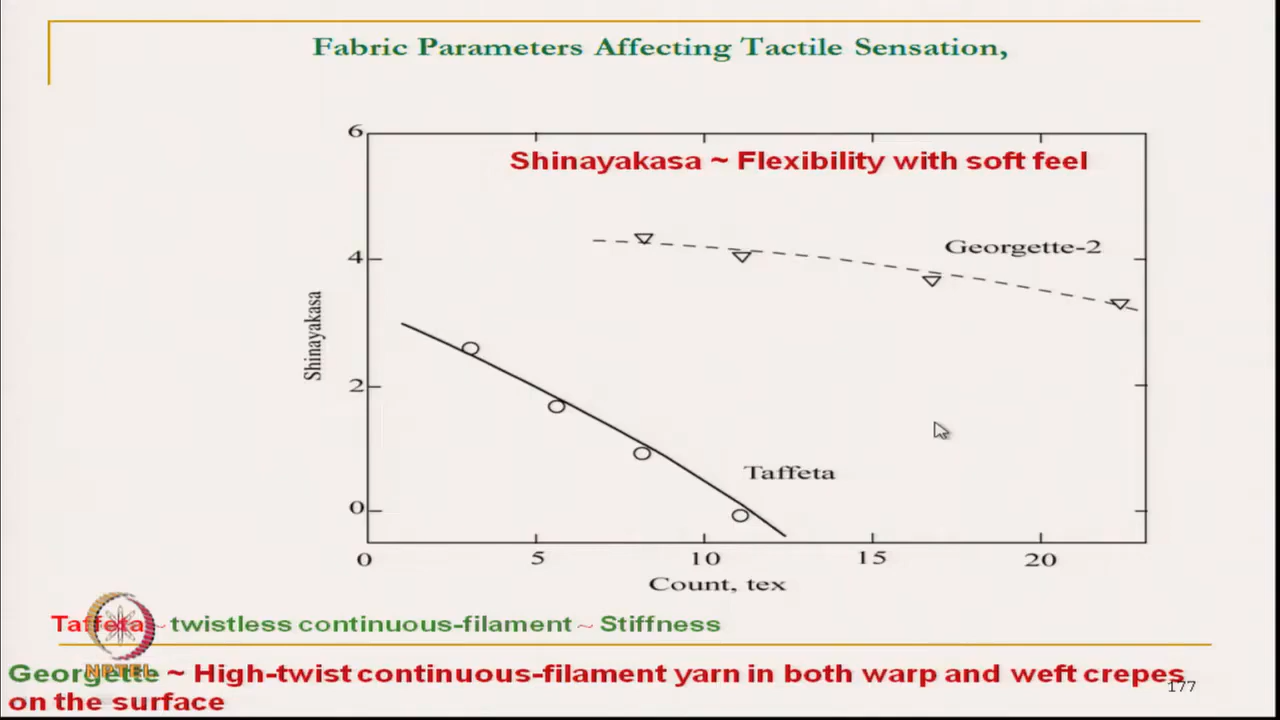 Fabric Parameters Affecting Tactile Sensation,
6
Shinayakasa ~ Flexibility with soft feel
Georgette-2
4
Shinayakasa
2
Taffeta
0
0 5 10 15 20
Count, tex
Taffeta ~ twistless continuous-filament ~ Stiffness
NPTEL
Georgette ~ High-twist continuous-filament yarn in both warp and weft crepes
177
on the surface